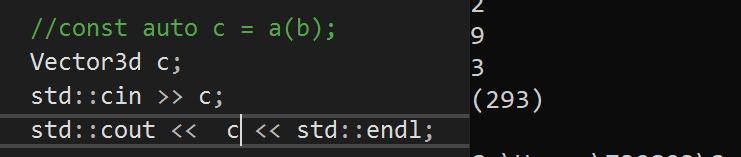 //const auto c = a(b);
Vector3d c;
std::cin >> c;
std::cout <<  c << std::endl;
2
9
3
(293)